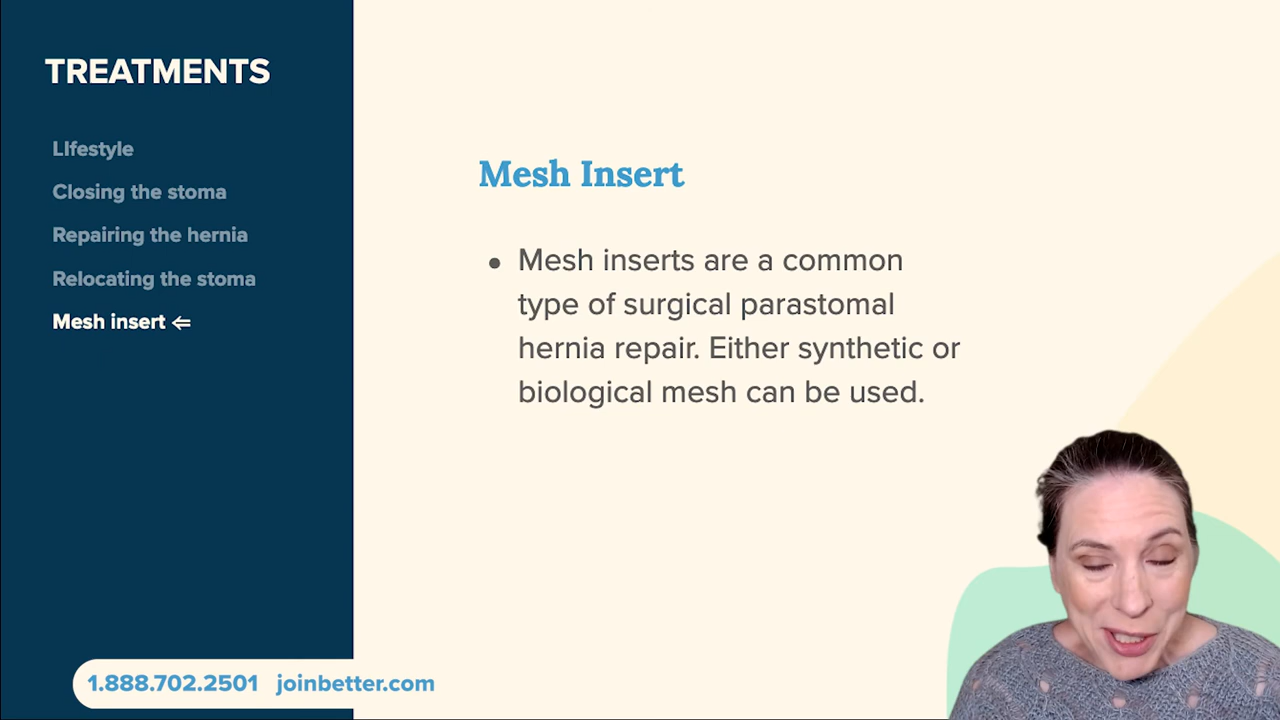 TREATMENTS
LIfestyle
Closing the stoma
Repairing the hernia
Relocating the stoma
Mesh insert ⇐
Mesh Insert
• Mesh inserts are a common
type of surgical parastomal
hernia repair. Either synthetic or
biological mesh can be used.
1.888.702.2501 joinbetter.com